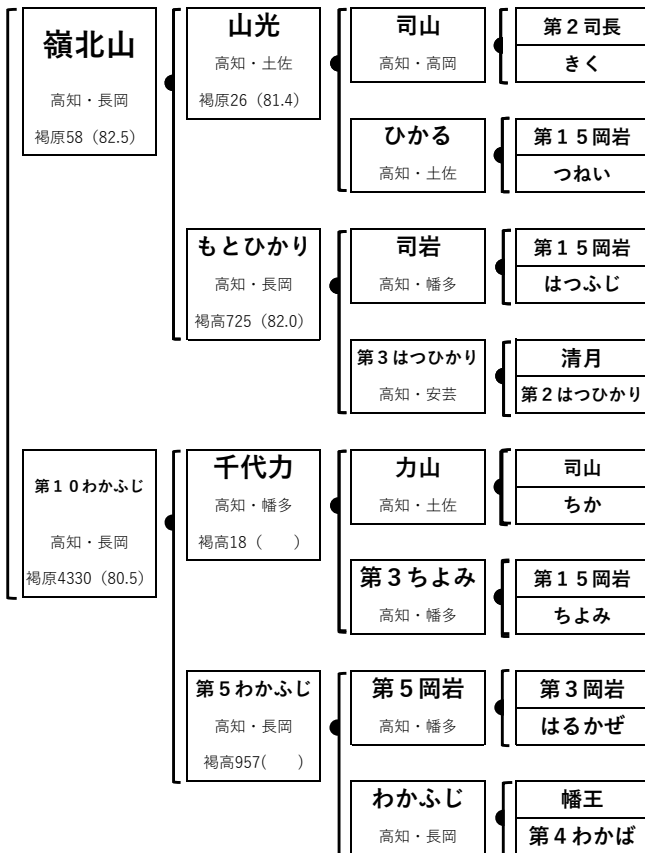 嶺北山
高知・長岡
褐原58（82.5）
山光
高知・土佐
褐原26（81.4）
司山
高知・高岡
第２司長
きく
ひかる
高知・土佐
第１５岡岩
つねい
もとひかり
高知・長岡
褐高725（82.0）
司岩
高知・幡多
第１５岡岩
はつふじ
第３はつひかり
高知・安芸
清月
第２はつひかり
第１０わかふじ
高知・長岡
褐原4330（80.5）
千代力
高知・幡多
褐高18（　　）
力山
高知・土佐
司山
ちか
第３ちよみ
高知・幡多
第１５岡岩
ちよみ
第５わかふじ
高知・長岡
褐高957(　　）
第５岡岩
高知・幡多
第３岡岩
はるかぜ
わかふじ
高知・長岡
幡王
第４わかば